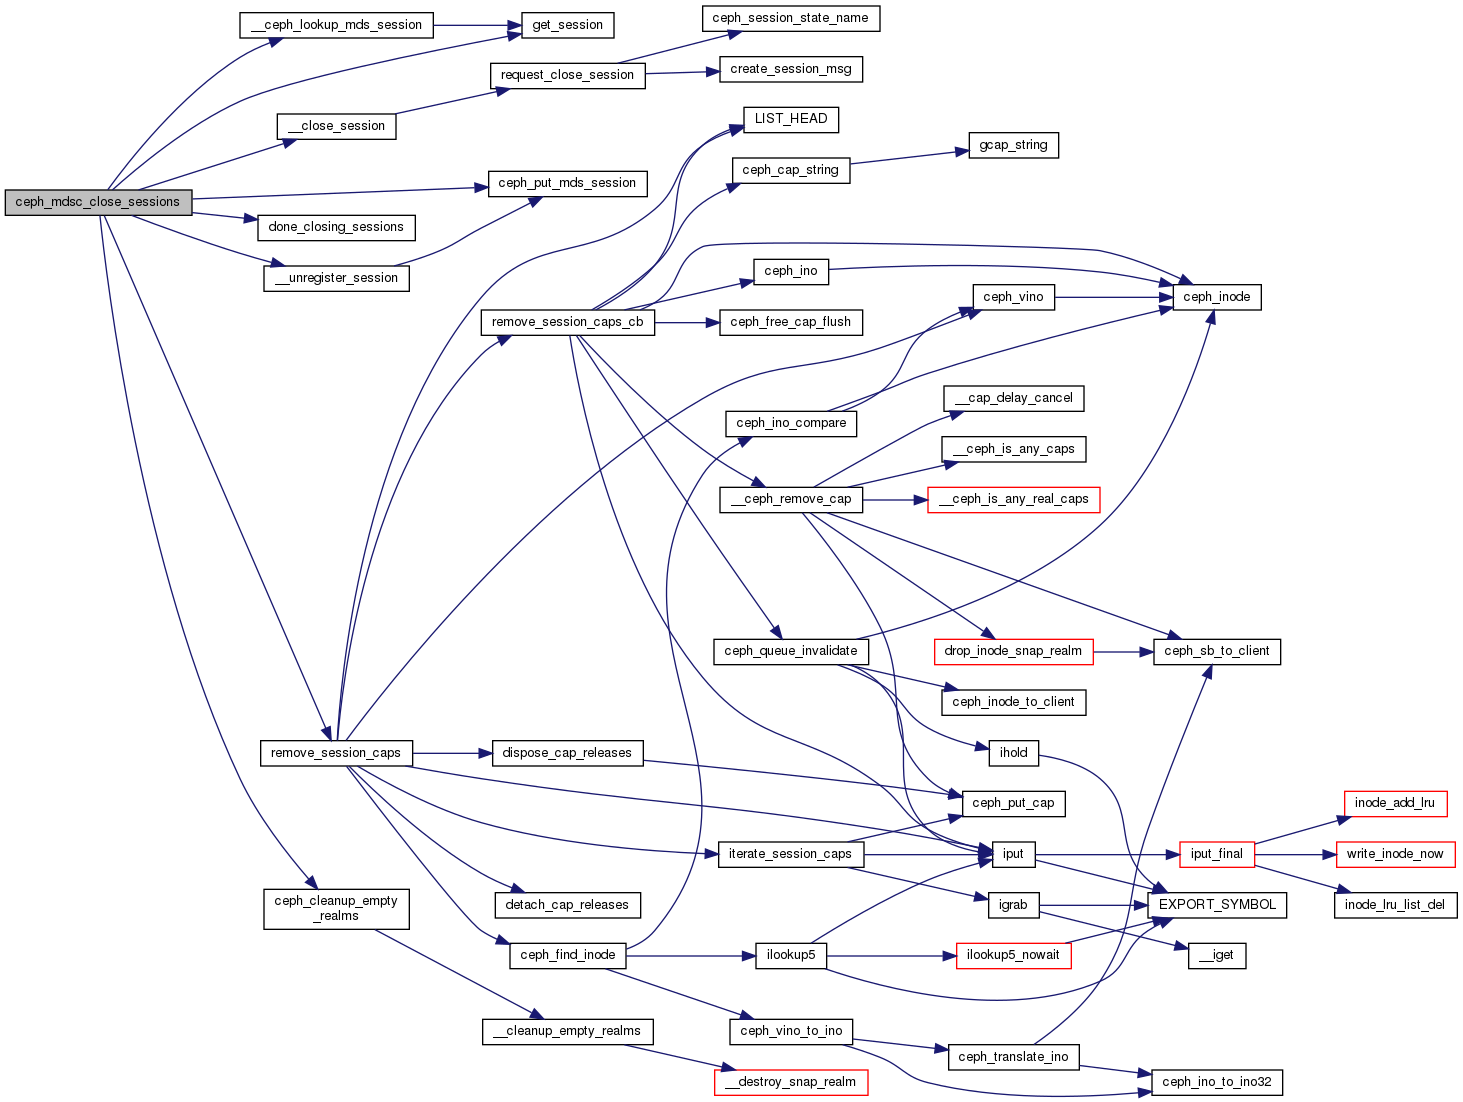 __ceph_lookup_mds_session
get_session
ceph_session_state_name
request_close_session
create_session_msg
__close_session
LIST_HEAD
gcap_string
ceph_cap_string
ceph_put_mds_session
ceph_mdsc_close_sessions
done_closing_sessions
__unregister_session
ceph_ino
ceph_vino
ceph_inode
remove_session_caps_cb
ceph_free_cap_flush
__cap_delay_cancel
ceph_ino_compare
__ceph_is_any_caps
__ceph_remove_cap
__ceph_is_any_real_caps
ceph_queue_invalidate
drop_inode_snap_realm
ceph_sb_to_client
ceph_inode_to_client
remove_session_caps
dispose_cap_releases
ihold
ceph_put_cap
inode_add_lru
iterate_session_caps
iput
iput_final
write_inode_now
ceph_cleanup_empty
_realms
detach_cap_releases
igrab
EXPORT_SYMBOL
inode_lru_list_del
ceph_find_inode
ilookup5
ilookup5_nowait
__iget
__cleanup_empty_realms
ceph_vino_to_ino
ceph_translate_ino
__destroy_snap_realm
ceph_ino_to_ino32